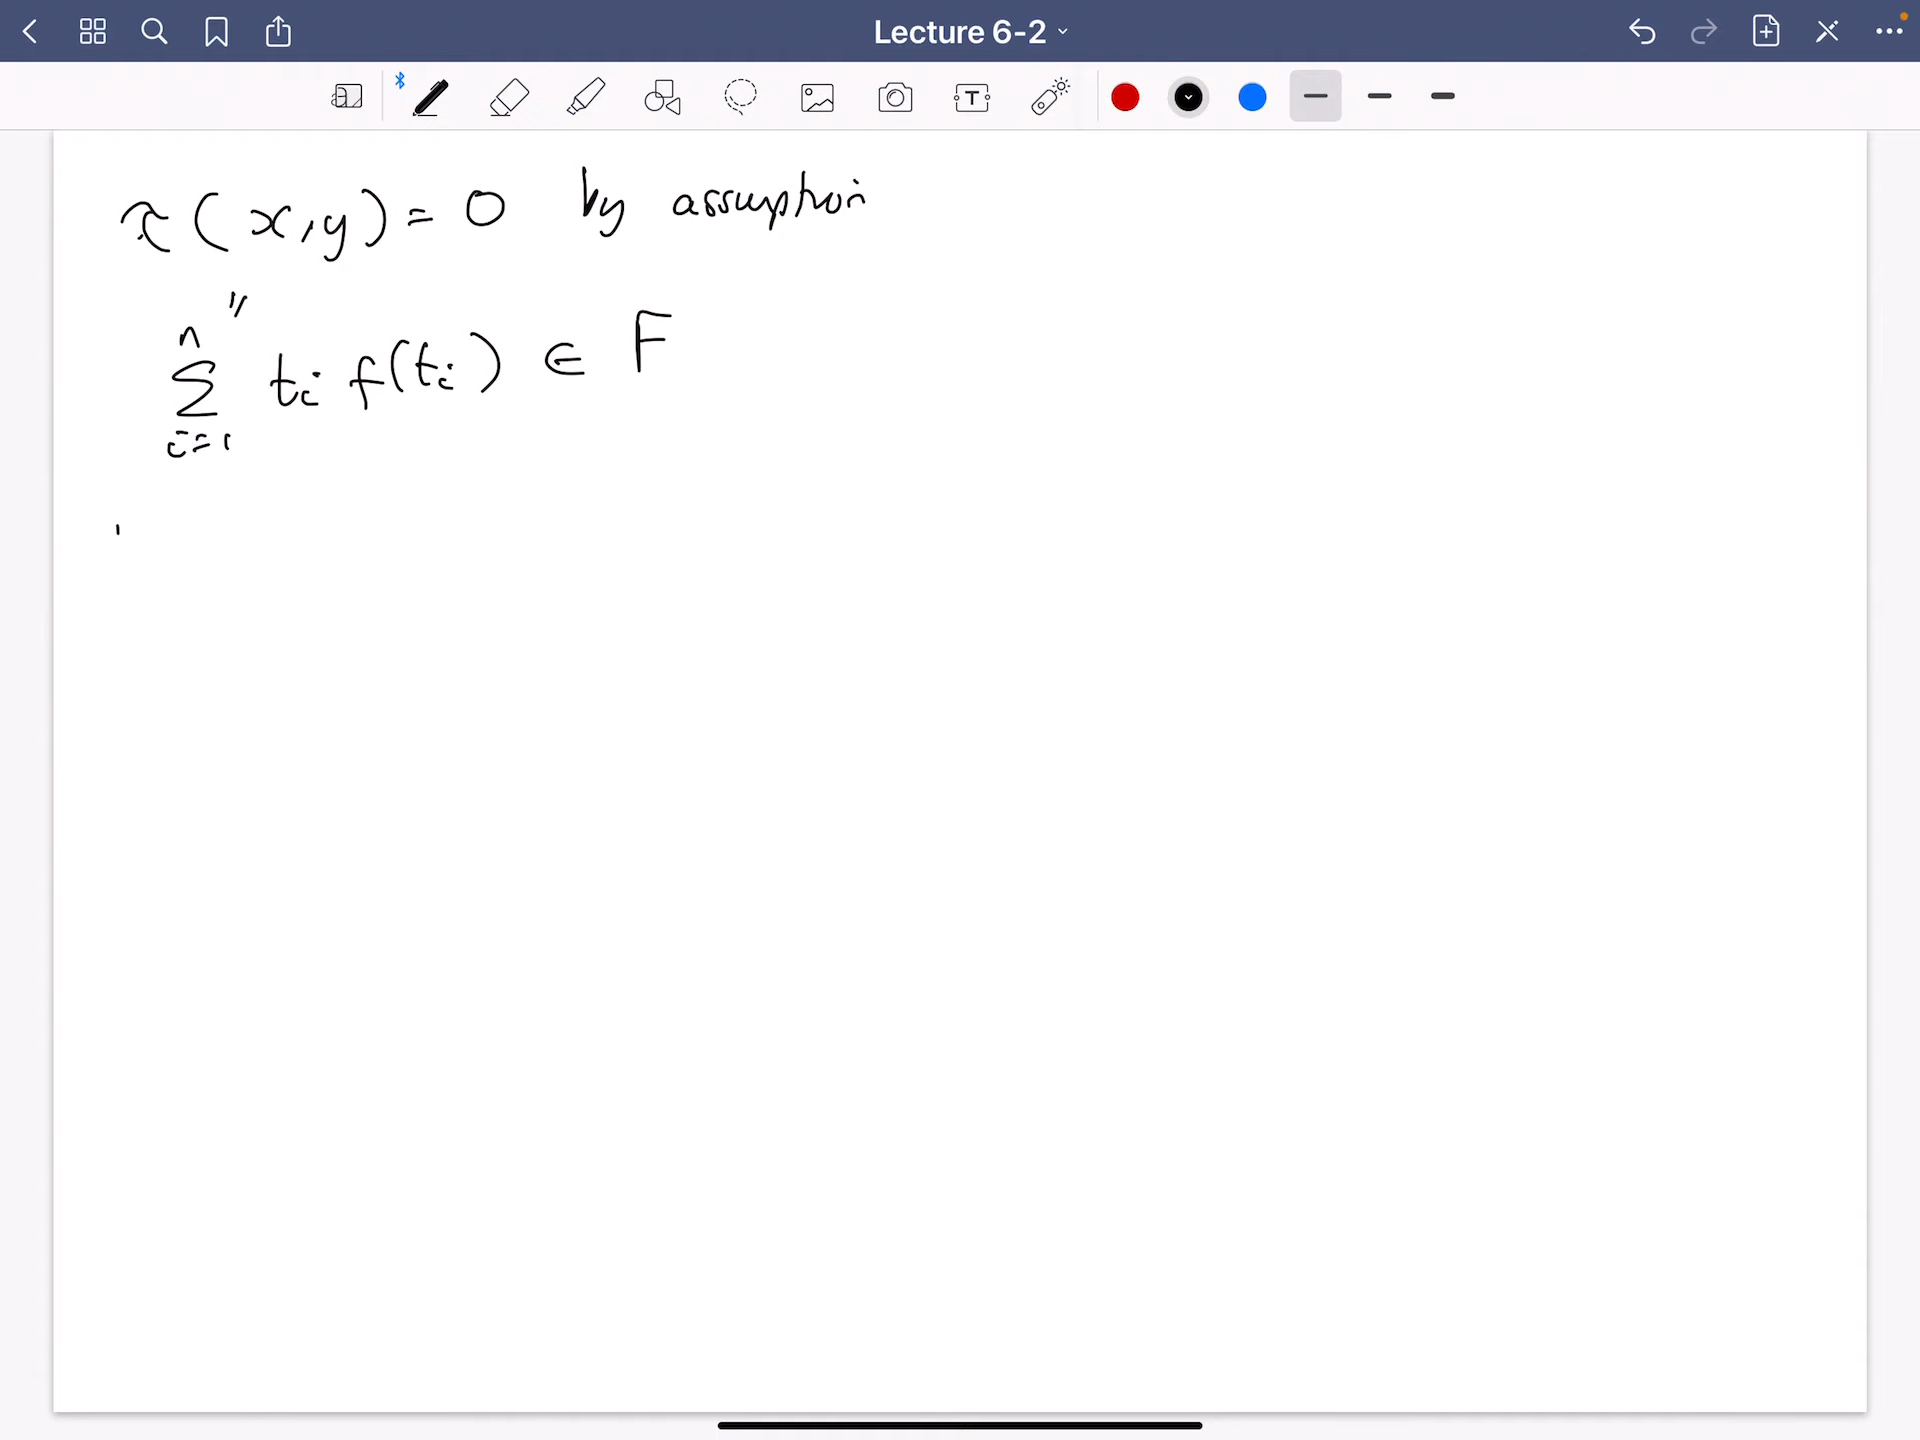 Lecture 6-2
τ(x,y) = 0 by assumption
"
n
∑ tᵢ f(tᵢ) ∈ F
i=1